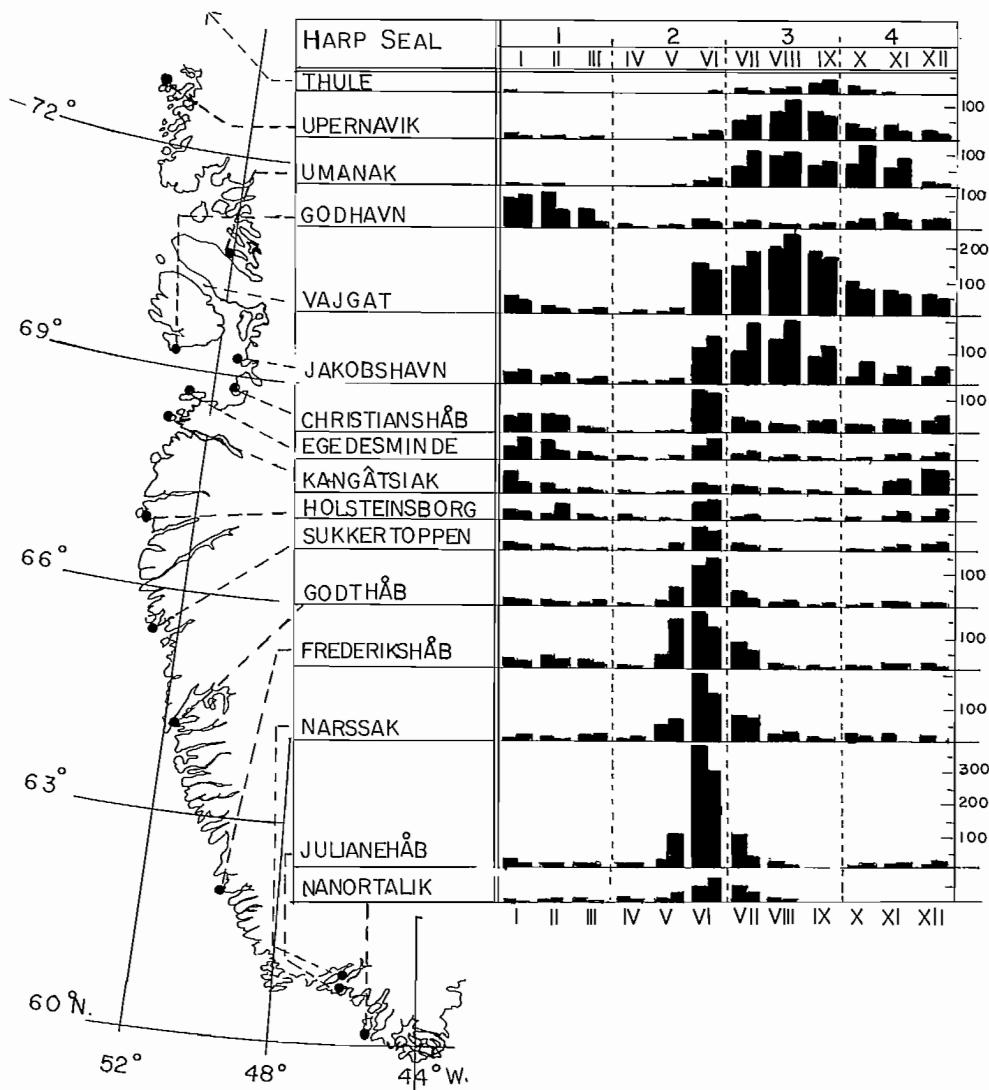 HARP SEAL 1 2 3 4
I II III IV V VI VII VIII IX X XI XII
THULE
UPERNAVIK 100
-72°
UMANAK 100
GODHAVN 100
VAJGAT 200 100
69°
JAKOBSHAVN 100
CHRISTIANSHÅB 100
EGEDESMINDE
KANGÂTSIAK
HOLSTEINSBORG
SUKKERTOPPEN
66°
GODTHÅB 100
FREDERIKSHÅB 100
NARSSAK 100
63°
JULIANEHÅB 300 200 100
NANORTALIK
I II III IV V VI VII VIII IX X XI XII
60°N.
52° 48° 44° W.